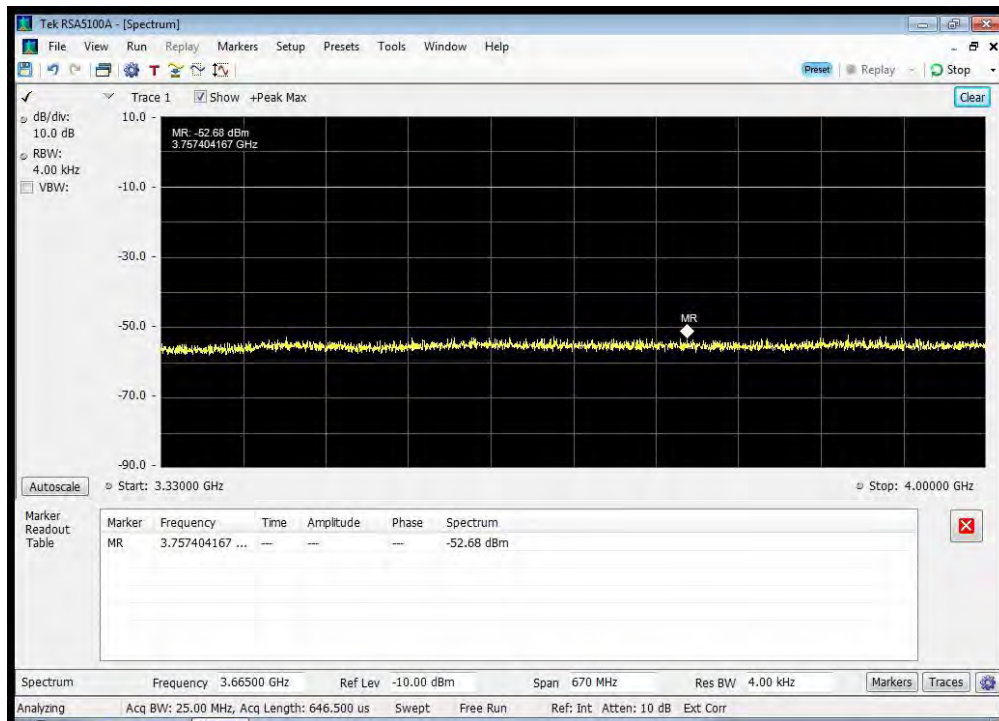 Tek RSA5100A - [Spectrum]
File View Run Replay Markers Setup Presets Tools Window Help
Preset Replay Stop
Trace 1 Show +Peak Max Clear
dB/div: 10.0 dB
RBW: 4.00 kHz
VBW:
10.0
MR: -52.68 dBm
3.757404167 GHz
-10.0
-30.0
-50.0
MR
-70.0
-90.0
Autoscale Start: 3.33000 GHz Stop: 4.00000 GHz
Marker Readout Table
Marker Frequency Time Amplitude Phase Spectrum
MR 3.757404167 ... --- --- --- -52.68 dBm
Spectrum Frequency 3.66500 GHz Ref Lev -10.00 dBm Span 670 MHz Res BW 4.00 kHz Markers Traces
Analyzing Acq BW: 25.00 MHz, Acq Length: 646.500 us Swept Free Run Ref: Int Atten: 10 dB Ext Corr